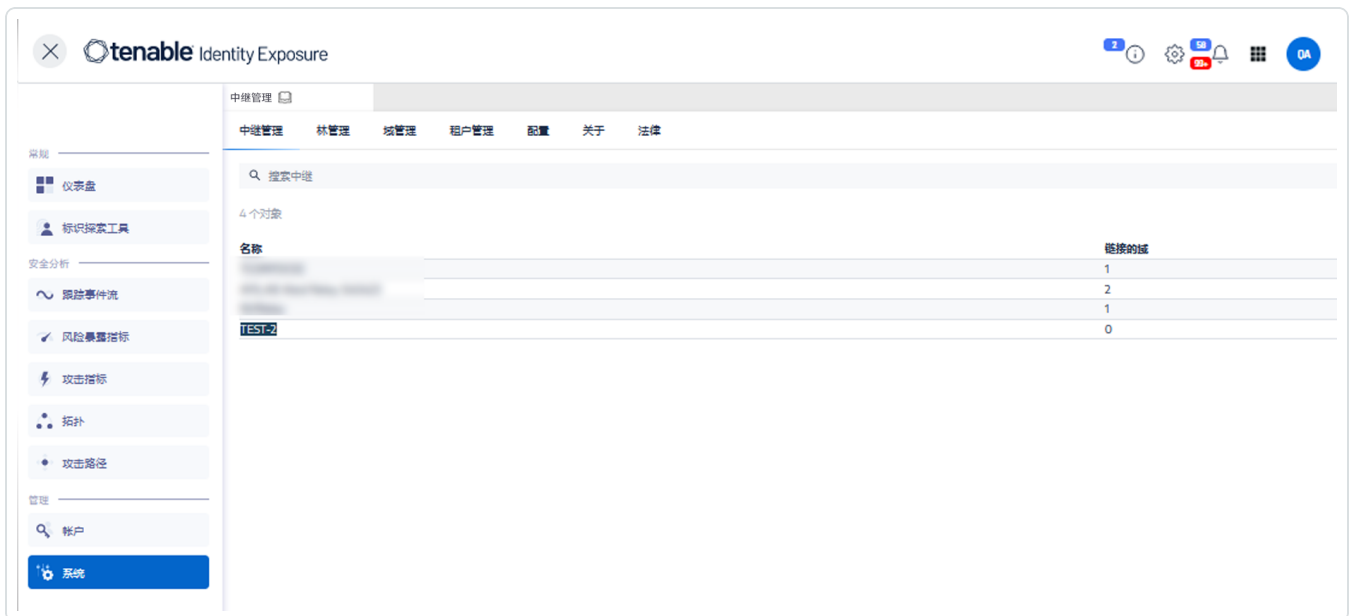 tenable Identity Exposure
2
58
99+
QA
中继管理
中继管理 林管理 域管理 租户管理 配置 关于 法律
常规
仪表盘
标识探索工具
安全分析
跟踪事件流
风险暴露指标
攻击指标
拓扑
攻击路径
管理
帐户
系统
搜索中继
4 个对象
名称 链接的域
1
2
1
TEST-2 0